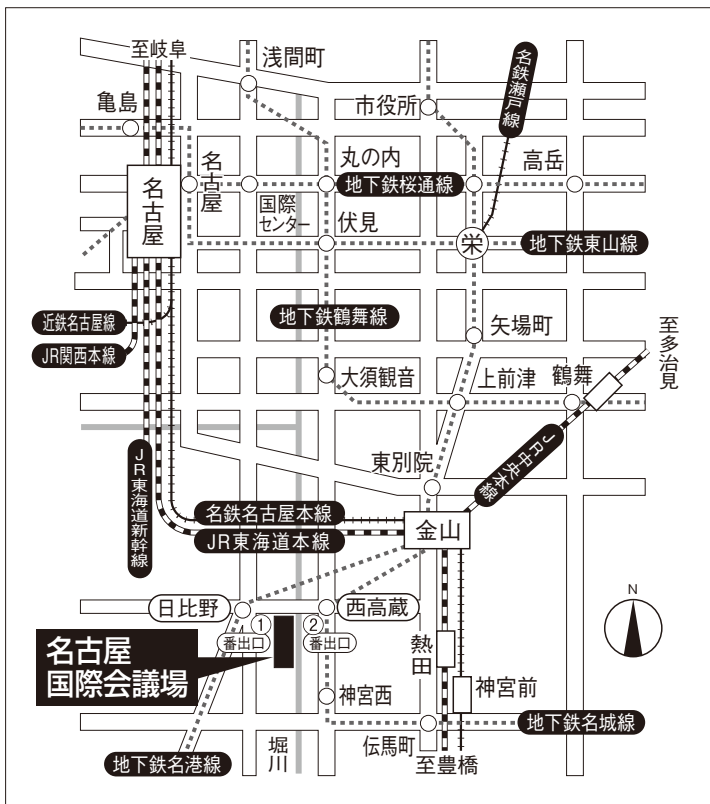 至岐阜
浅間町
名鉄瀬戸線
市役所
亀島
名古屋
丸の内
高岳
名古屋
国際
センター
地下鉄桜通線
伏見
栄
地下鉄東山線
近鉄名古屋線
地下鉄鶴舞線
矢場町
至多治見
JR関西本線
大須観音
上前津
鶴舞
JR東海道新幹線
東別院
JR中央本線
名鉄名古屋本線
金山
JR東海道本線
N
日比野
西高蔵
①
番出口
②
番出口
熱田
名古屋
国際会議場
神宮西
神宮前
堀川
伝馬町
地下鉄名城線
地下鉄名港線
至豊橋